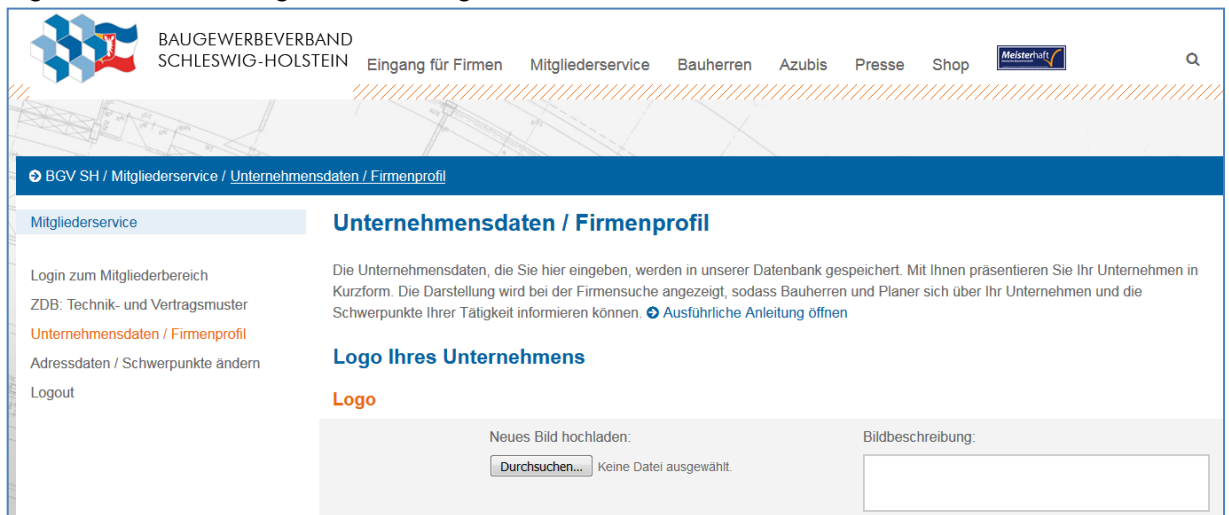 BAUGEWERBEVERBAND
SCHLESWIG-HOLSTEIN
Eingang für Firmen Mitgliederservice Bauherren Azubis Presse Shop Meisterhaft
BGV SH / Mitgliederservice / Unternehmensdaten / Firmenprofil
Mitgliederservice
Login zum Mitgliederbereich
ZDB: Technik- und Vertragsmuster
Unternehmensdaten / Firmenprofil
Adressdaten / Schwerpunkte ändern
Logout
Unternehmensdaten / Firmenprofil
Die Unternehmensdaten, die Sie hier eingeben, werden in unserer Datenbank gespeichert. Mit Ihnen präsentieren Sie Ihr Unternehmen in
Kurzform. Die Darstellung wird bei der Firmensuche angezeigt, sodass Bauherren und Planer sich über Ihr Unternehmen und die
Schwerpunkte Ihrer Tätigkeit informieren können. Ausführliche Anleitung öffnen
Logo Ihres Unternehmens
Logo
Neues Bild hochladen:
Durchsuchen... Keine Datei ausgewählt.
Bildbeschreibung: